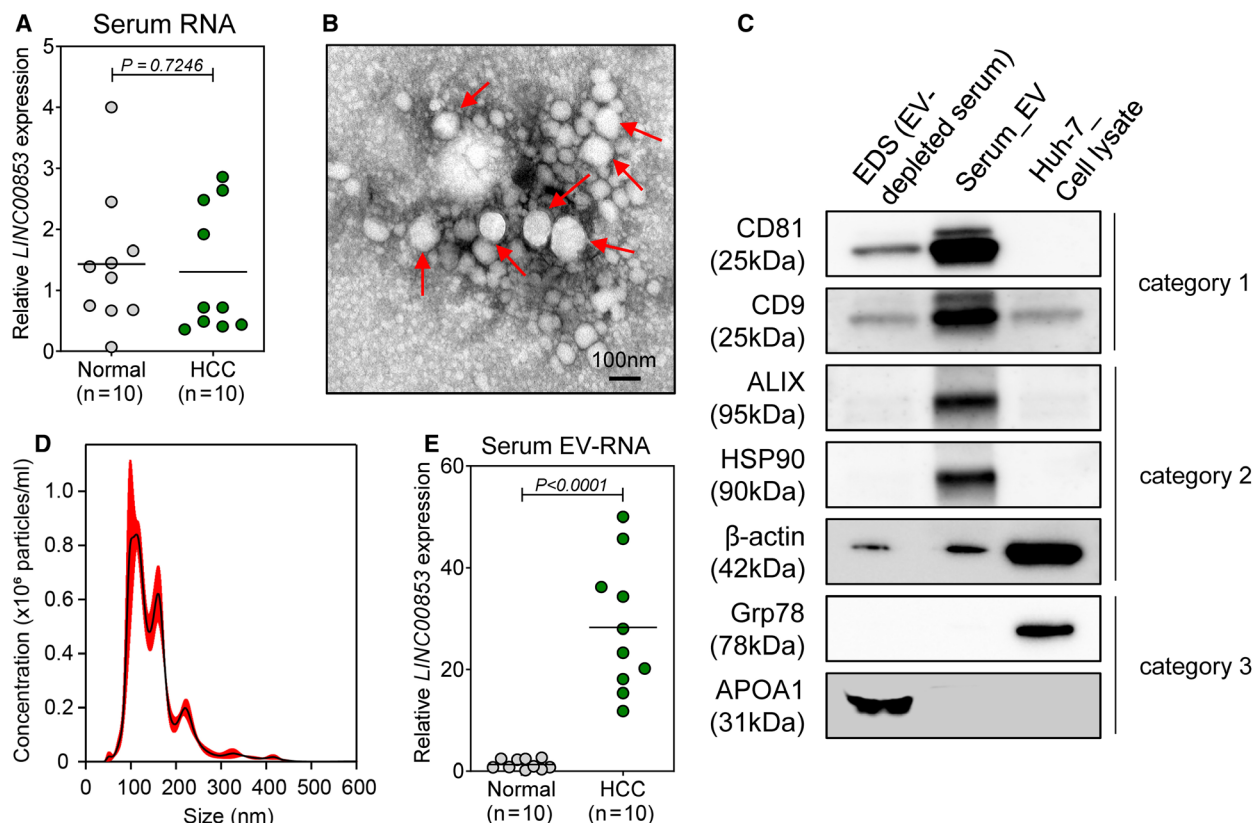 A
Serum RNA
Relative LINC00853 expression
5
4
3
2
1
0
P = 0.7246
Normal
(n=10)
HCC
(n=10)
B
100nm
C
EDS (EV-
depleted serum)
Serum_EV
Huh-7_
Cell lysate
CD81
(25kDa)
CD9
(25kDa)
category 1
ALIX
(95kDa)
HSP90
(90kDa)
β-actin
(42kDa)
category 2
Grp78
(78kDa)
APOA1
(31kDa)
category 3
D
Concentration (x10⁶ particles/ml)
1.0
0.8
0.6
0.4
0.2
0
0
100
200
300
400
500
600
Size (nm)
E
Serum EV-RNA
Relative LINC00853 expression
60
40
20
0
P<0.0001
Normal
(n=10)
HCC
(n=10)